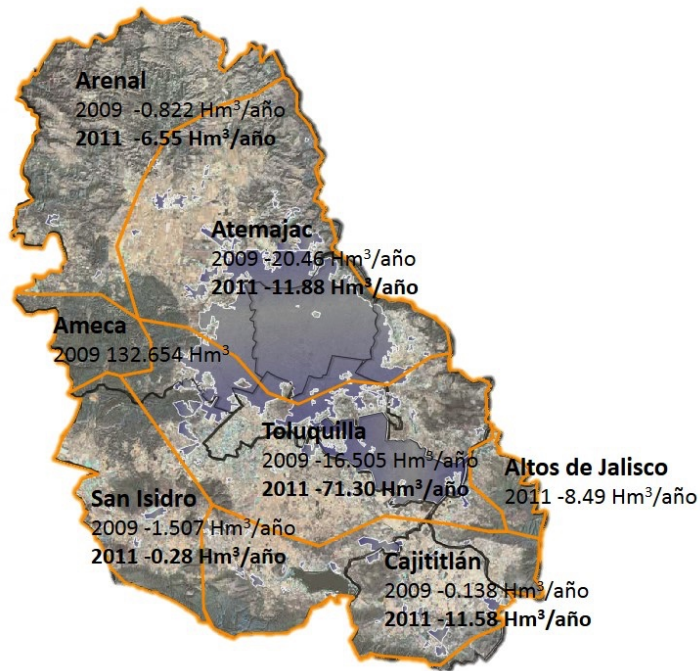 Arenal
2009 -0.822 Hm³/año
2011 -6.55 Hm³/año
Atemajac
2009 -20.46 Hm³/año
2011 -11.88 Hm³/año
Ameca
2009 132.654 Hm³
Toluquilla
2009 -16.505 Hm³/año
2011 -71.30 Hm³/año
Altos de Jalisco
2011 -8.49 Hm³/año
San Isidro
2009 -1.507 Hm³/año
2011 -0.28 Hm³/año
Cajititlán
2009 -0.138 Hm³/año
2011 -11.58 Hm³/año